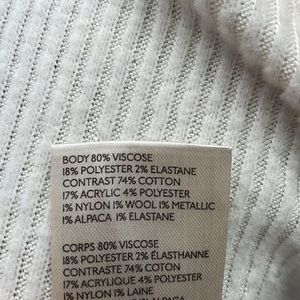 BODY 80% VISCOSE
18% POLYESTER 2% ELASTANE
CONTRAST 74% COTTON
17% ACRYLIC 4% POLYESTER
1% NYLON 1% WOOL 1% METALLIC
1% ALPACA 1% ELASTANE
CORPS 80% VISCOSE
18% POLYESTER 2% ÉLASTHANNE
CONTRASTE 74% COTON
17% ACRYLIQUE 4% POLYESTER
1% NYLON 1% LAINE